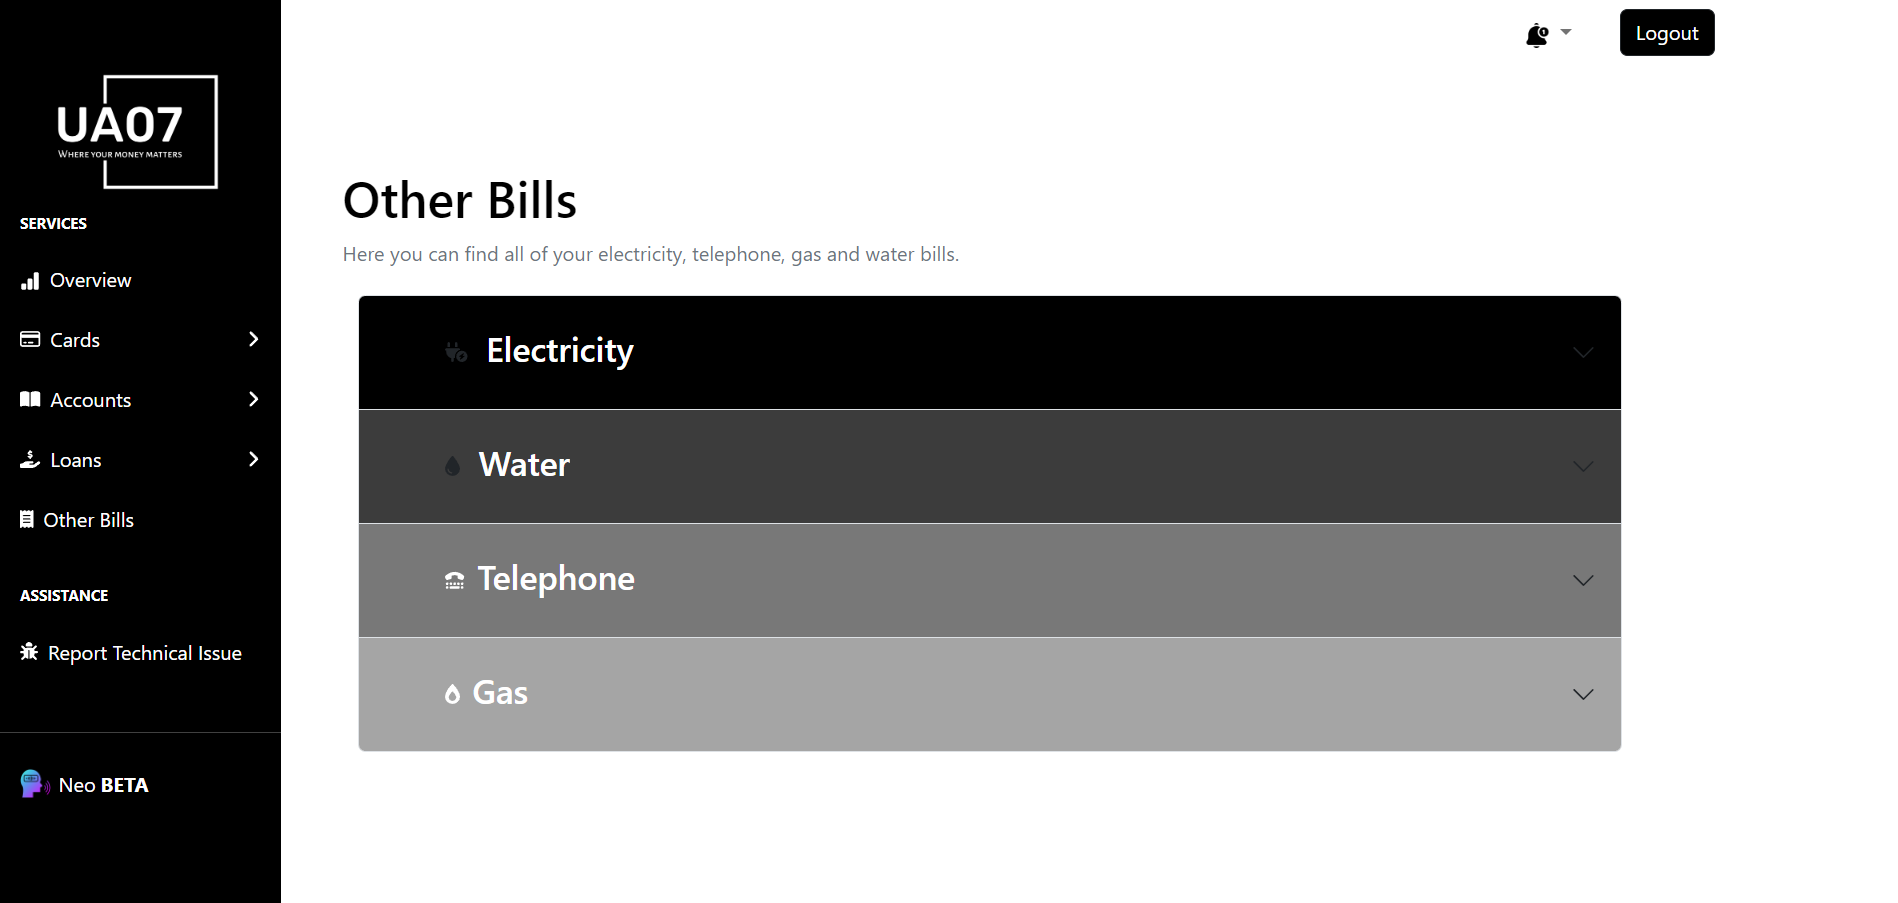 UA07
WHERE YOUR MONEY MATTERS
SERVICES
Overview
Cards
Accounts
Loans
Other Bills
ASSISTANCE
Report Technical Issue
Neo BETA
Logout
Other Bills
Here you can find all of your electricity, telephone, gas and water bills.
Electricity
Water
Telephone
Gas